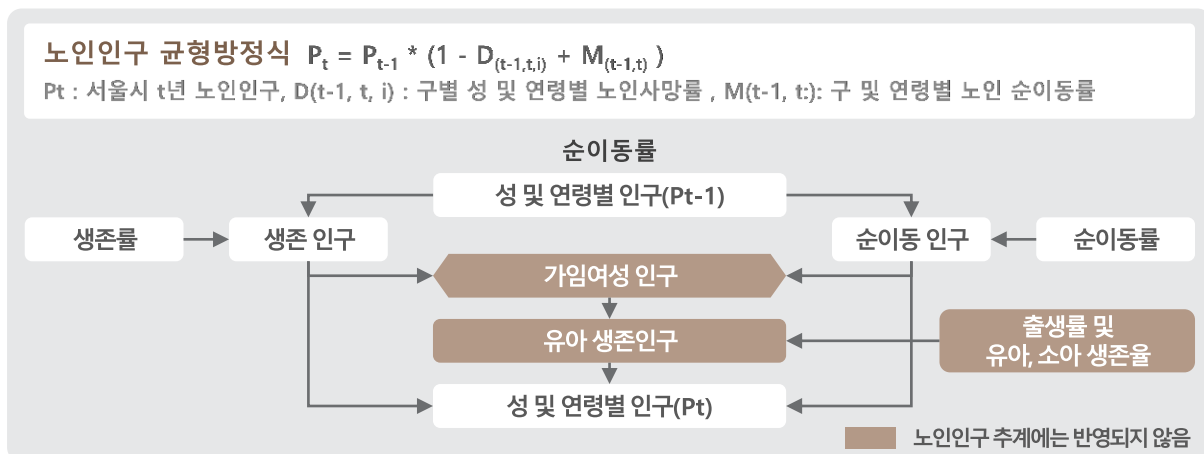 노인인구 균형방정식 Pt = Pt-1 * (1 - D(t-1,t,i) + M(t-1,t) )
Pt : 서울시 t년 노인인구, D(t-1, t, i) : 구별 성 및 연령별 노인사망률 , M(t-1, t:): 구 및 연령별 노인 순이동률
순이동률
성 및 연령별 인구(Pt-1)
생존률
생존 인구
순이동 인구
순이동률
가임여성 인구
유아 생존인구
출생률 및
유아, 소아 생존율
성 및 연령별 인구(Pt)
노인인구 추계에는 반영되지 않음